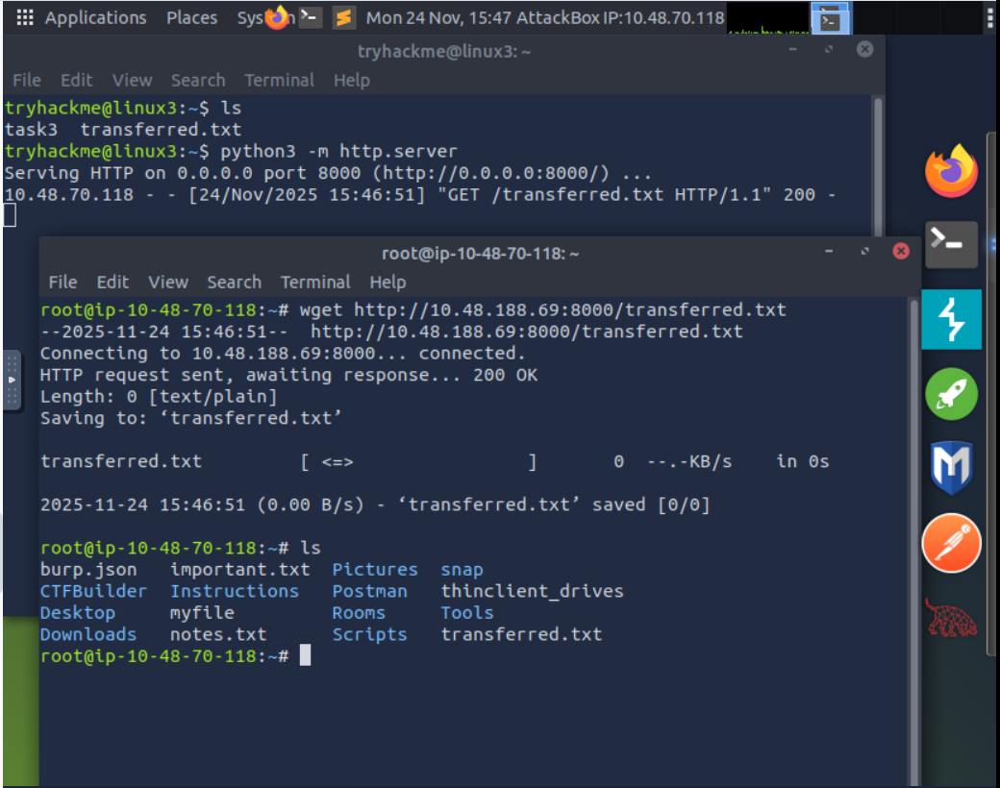 Applications Places Sys n Mon 24 Nov, 15:47 AttackBox IP:10.48.70.118
tryhackme@linux3: ~
File Edit View Search Terminal Help
tryhackme@linux3:~$ ls
task3 transferred.txt
tryhackme@linux3:~$ python3 -m http.server
Serving HTTP on 0.0.0.0 port 8000 (http://0.0.0.0:8000/) ...
10.48.70.118 - - [24/Nov/2025 15:46:51] "GET /transferred.txt HTTP/1.1" 200 -
root@ip-10-48-70-118: ~
File Edit View Search Terminal Help
root@ip-10-48-70-118:~# wget http://10.48.188.69:8000/transferred.txt
--2025-11-24 15:46:51-- http://10.48.188.69:8000/transferred.txt
Connecting to 10.48.188.69:8000... connected.
HTTP request sent, awaiting response... 200 OK
Length: 0 [text/plain]
Saving to: ‘transferred.txt’
transferred.txt [ <=> ] 0 --.-KB/s in 0s
2025-11-24 15:46:51 (0.00 B/s) - ‘transferred.txt’ saved [0/0]
root@ip-10-48-70-118:~# ls
burp.json important.txt Pictures snap
CTFBuilder Instructions Postman thinclient_drives
Desktop myfile Rooms Tools
Downloads notes.txt Scripts transferred.txt
root@ip-10-48-70-118:~#